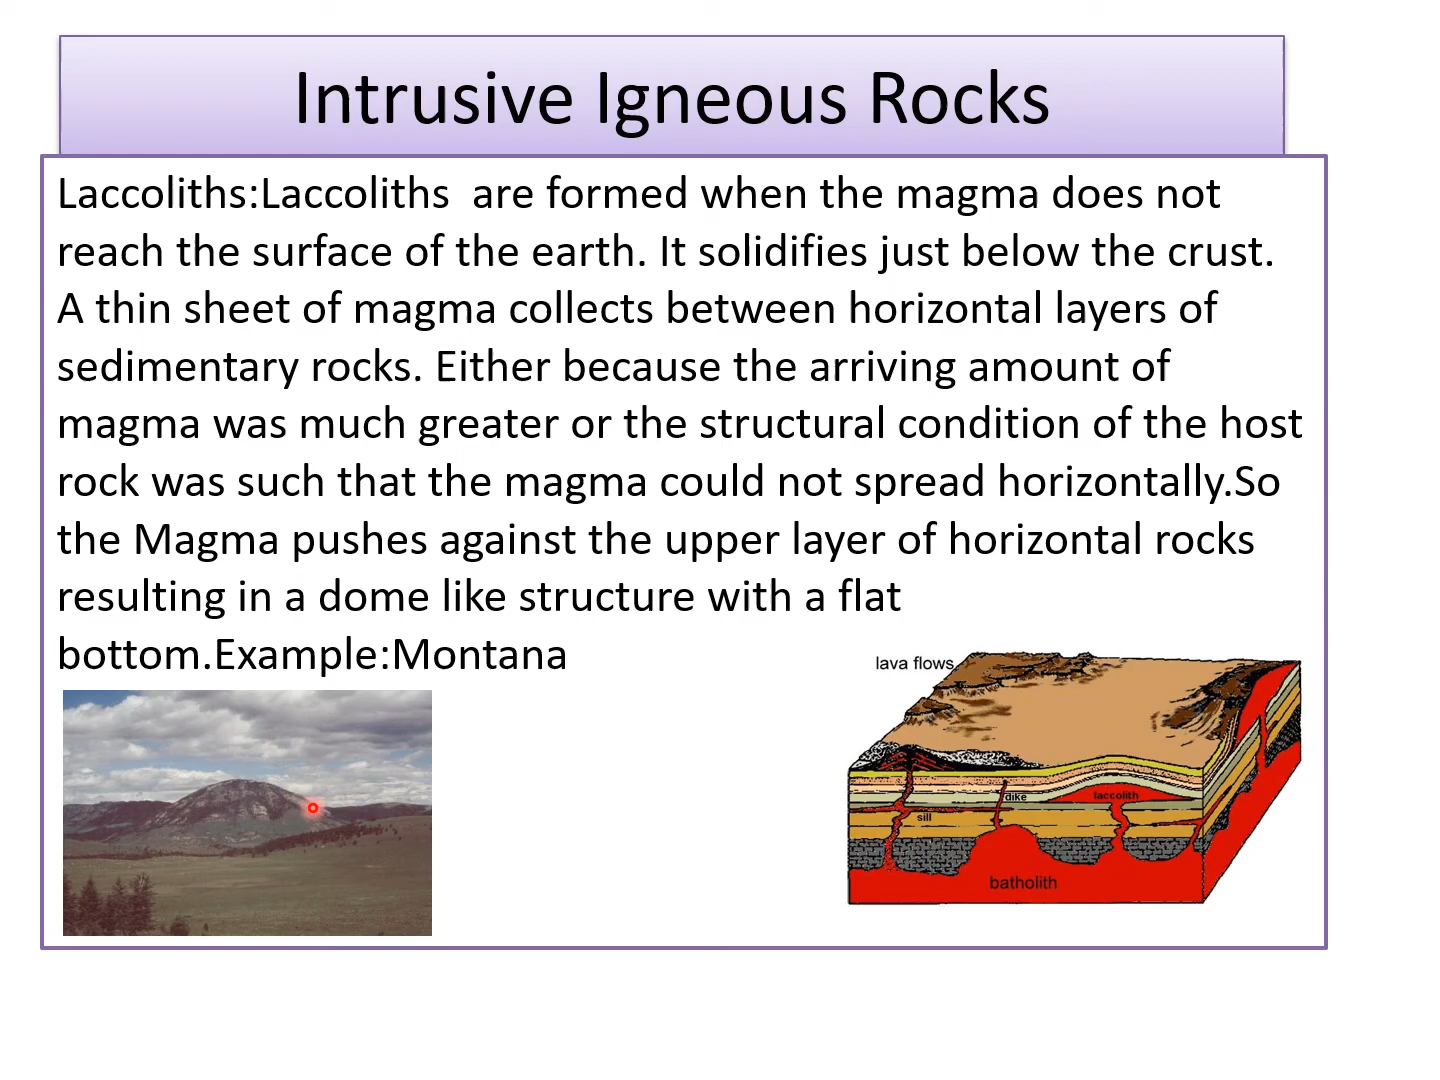 Intrusive Igneous Rocks
Laccoliths:Laccoliths  are formed when the magma does not
reach the surface of the earth. It solidifies just below the crust.
A thin sheet of magma collects between horizontal layers of
sedimentary rocks. Either because the arriving amount of
magma was much greater or the structural condition of the host
rock was such that the magma could not spread horizontally.So
the Magma pushes against the upper layer of horizontal rocks
resulting in a dome like structure with a flat
bottom.Example:Montana
lava flows
dike
laccolith
sill
batholith